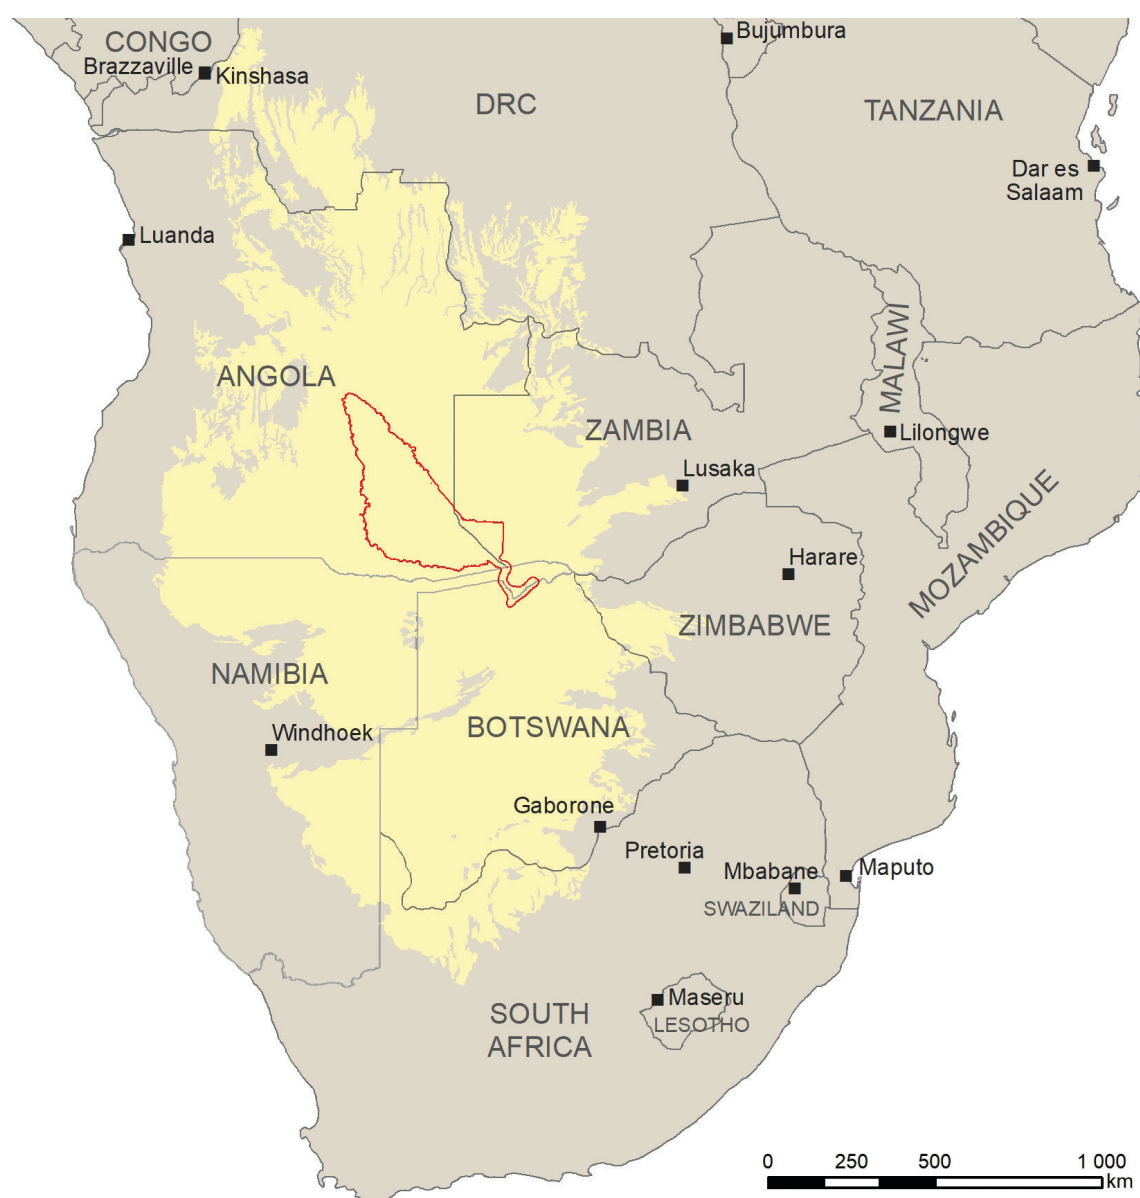 Bujumbura
CONGO
Brazzaville
Kinshasa
DRC
TANZANIA
Dar es
Salaam
Luanda
MALAWI
ANGOLA
ZAMBIA
Lilongwe
Lusaka
MOZAMBIQUE
Harare
ZIMBABWE
NAMIBIA
BOTSWANA
Windhoek
Gaborone
Pretoria
Mbabane
Maputo
SWAZILAND
Maseru
SOUTH
AFRICA
LESOTHO
0 250 500 1 000
km